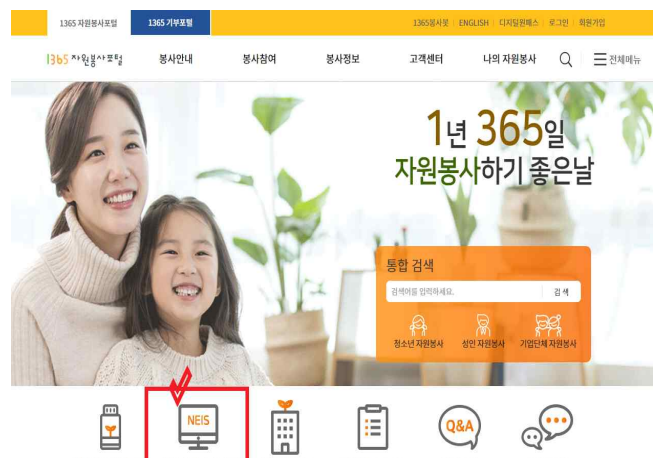 1365 자원봉사포털
1365 기부포털
1365봉사봇 ENGLISH 디지털원패스 로그인 회원가입
1365 자원봉사포털 봉사안내 봉사참여 봉사정보 고객센터 나의 자원봉사 전체메뉴
1년 365일
자원봉사하기 좋은날
통합 검색
검색어를 입력하세요. 검색
청소년 자원봉사 성인 자원봉사 기업단체 자원봉사
NEIS
Q&A